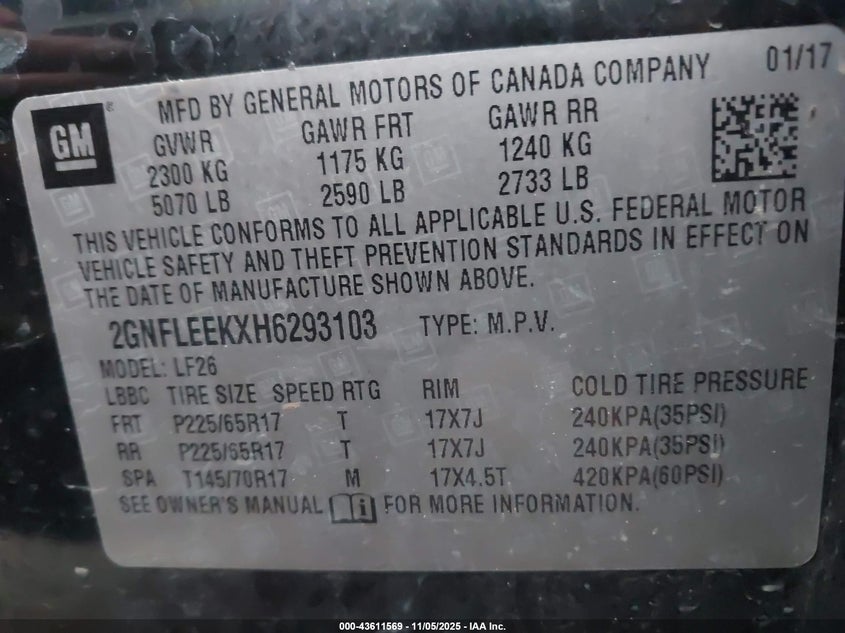 GM ®
MFD BY GENERAL MOTORS OF CANADA COMPANY 01/17
GVWR GAWR FRT GAWR RR
2300 KG 1175 KG 1240 KG
5070 LB 2590 LB 2733 LB
THIS VEHICLE CONFORMS TO ALL APPLICABLE U.S. FEDERAL MOTOR
VEHICLE SAFETY AND THEFT PREVENTION STANDARDS IN EFFECT ON
THE DATE OF MANUFACTURE SHOWN ABOVE.
2GNFLEEKXH6293103 TYPE: M.P.V.
MODEL: LF26
LBBC TIRE SIZE SPEED RTG RIM COLD TIRE PRESSURE
FRT P225/65R17 T 17X7J 240KPA(35PSI)
RR P225/65R17 T 17X7J 240KPA(35PSI)
SPA T145/70R17 M 17X4.5T 420KPA(60PSI)
SEE OWNER'S MANUAL FOR MORE INFORMATION.
000-43611569 - 11/05/2025 - IAA Inc.